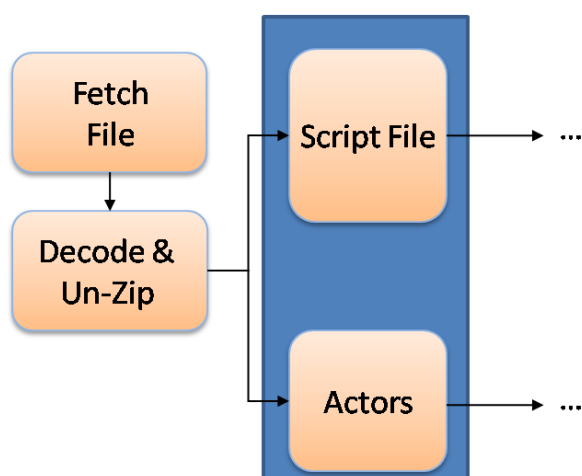 Fetch
File
Decode &
Un-Zip
Script File
...
Actors
...